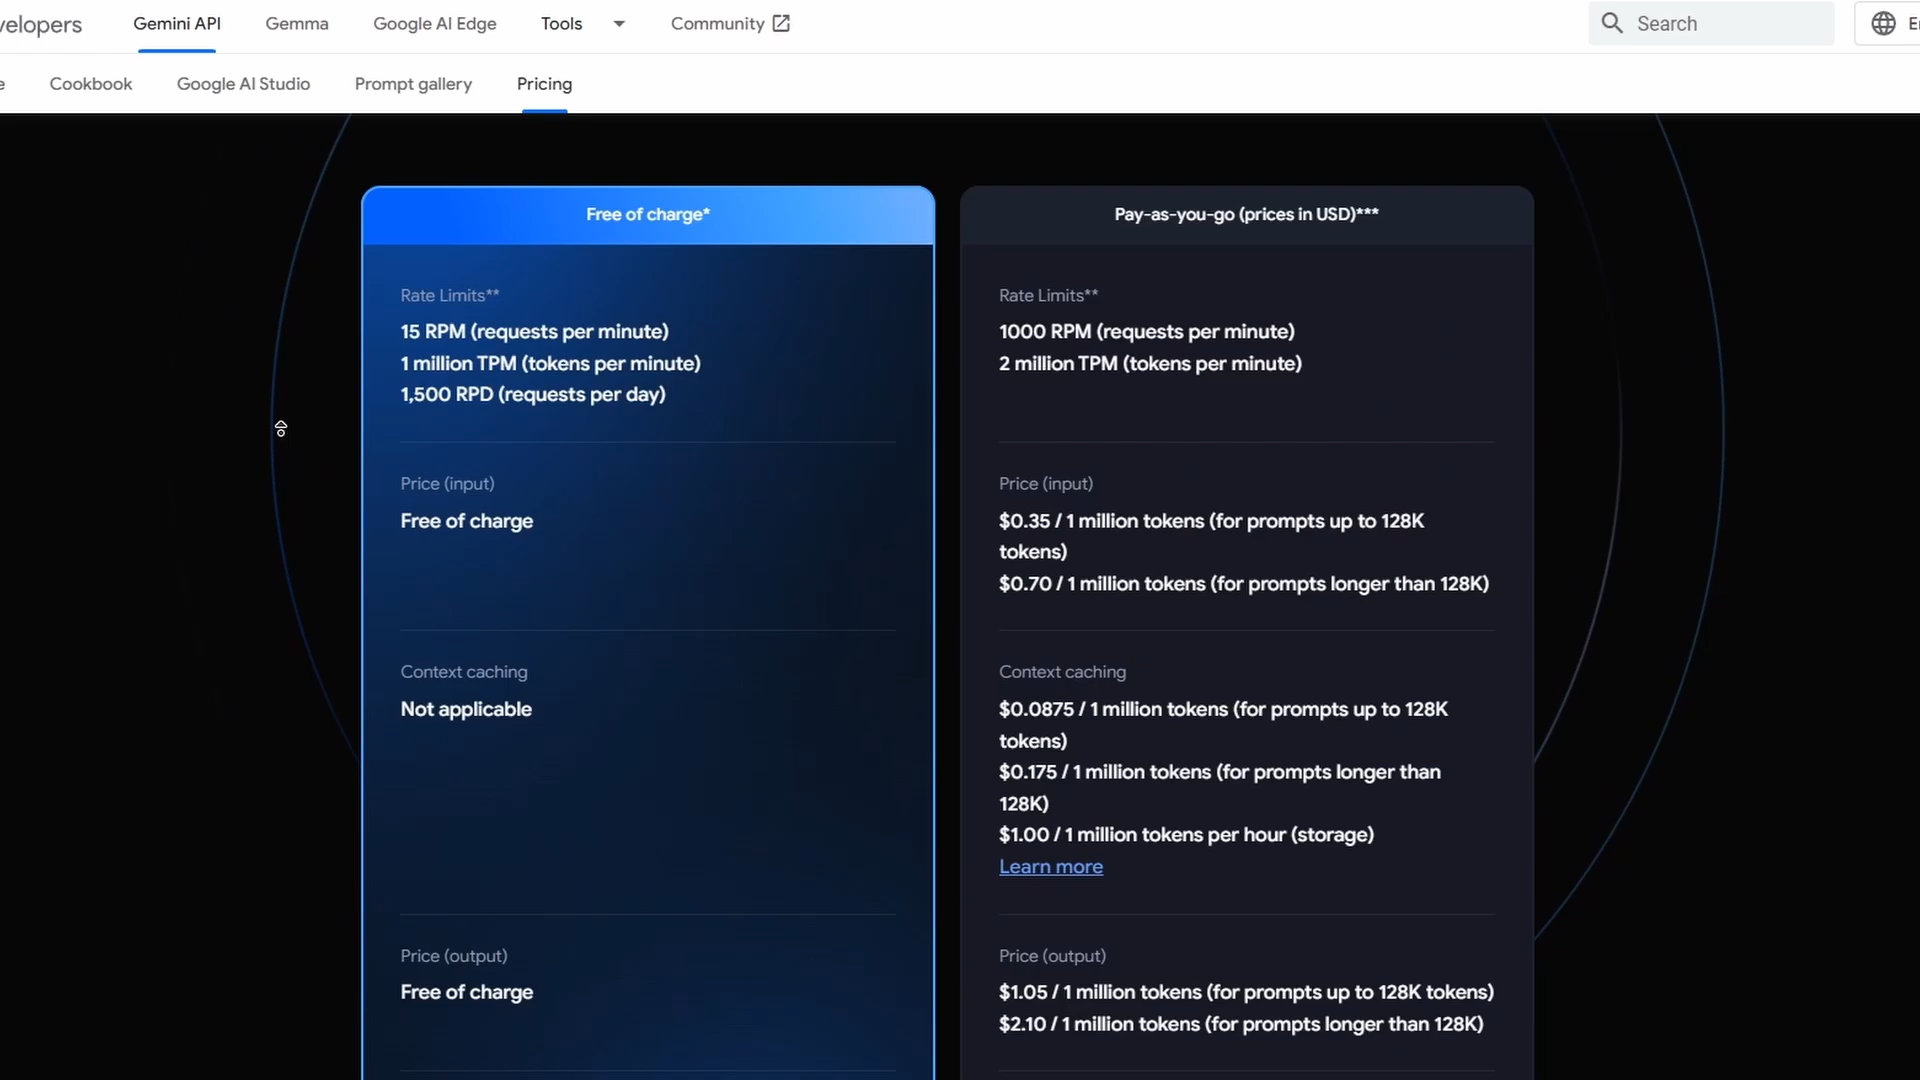 velopers
Gemini API
Gemma
Google AI Edge
Tools
Community
Search
Cookbook
Google AI Studio
Prompt gallery
Pricing
Free of charge*
Rate Limits**
15 RPM (requests per minute)
1 million TPM (tokens per minute)
1,500 RPD (requests per day)
Price (input)
Free of charge
Context caching
Not applicable
Price (output)
Free of charge
Pay-as-you-go (prices in USD)***
Rate Limits**
1000 RPM (requests per minute)
2 million TPM (tokens per minute)
Price (input)
$0.35 / 1 million tokens (for prompts up to 128K
tokens)
$0.70 / 1 million tokens (for prompts longer than 128K)
Context caching
$0.0875 / 1 million tokens (for prompts up to 128K
tokens)
$0.175 / 1 million tokens (for prompts longer than
128K)
$1.00 / 1 million tokens per hour (storage)
Learn more
Price (output)
$1.05 / 1 million tokens (for prompts up to 128K tokens)
$2.10 / 1 million tokens (for prompts longer than 128K)